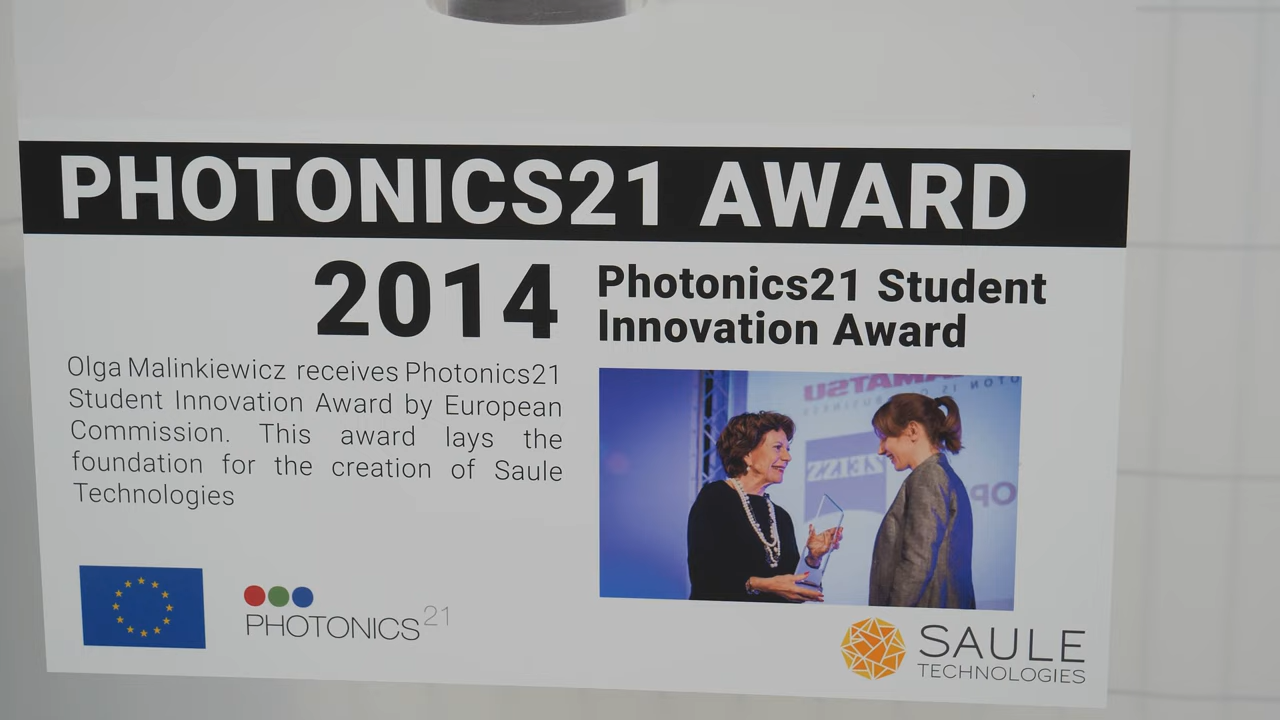 PHOTONICS21 AWARD
2014
Photonics21 Student
Innovation Award
Olga Malinkiewicz receives Photonics21
Student Innovation Award by European
Commission. This award lays the
foundation for the creation of Saule
Technologies
ZEISS
PHOTONICS21
SAULE
TECHNOLOGIES